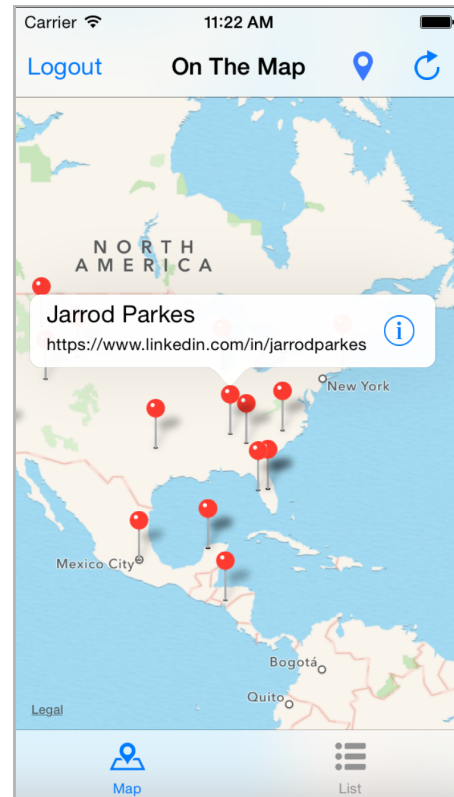 Carrier 11:22 AM
Logout On The Map
NORTH
AMERICA
Jarrod Parkes
https://www.linkedin.com/in/jarrodparkes
New York
Mexico City
Bogotá
Quito
Legal
Map List